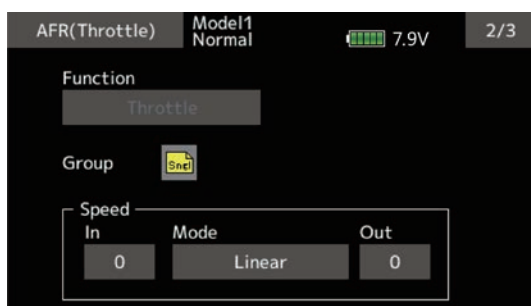 AFR(Throttle) Model1 2/3
Normal 7.9V
Function
Throttle
Group Sngl
Speed
In Mode Out
0 Linear 0